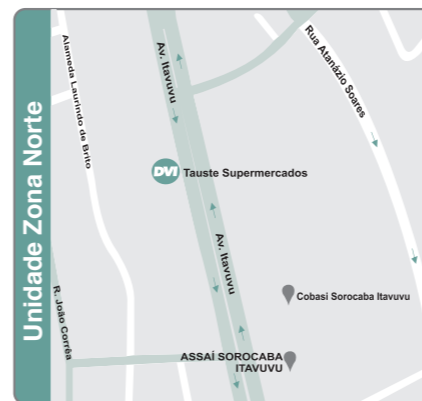 Unidade Zona Norte
Alameda Laurindo de Brito
Av. Itavuvu
Rua Atanázio Soares
DVI Tauste Supermercados
Av. Itavuvu
R. João Corrêa
Cobasi Sorocaba Itavuvu
ASSAÍ SOROCABA
ITAVUVU